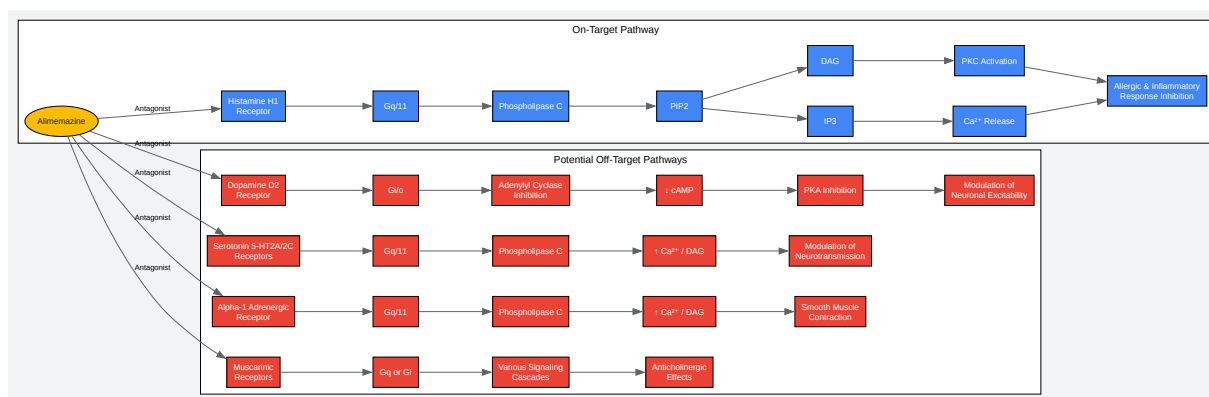 On-Target Pathway
DAG
PKC Activation
Allergic & Inflammatory
Response Inhibition
Alimemazine
Antagonist
Histamine H1
Receptor
Gq/11
Phospholipase C
PIP2
IP3
Ca²⁺ Release
Potential Off-Target Pathways
Antagonist
Dopamine D2
Receptor
Gi/o
Adenylyl Cyclase
Inhibition
↓ cAMP
PKA Inhibition
Modulation of
Neuronal Excitability
Antagonist
Serotonin 5-HT2A/2C
Receptors
Gq/11
Phospholipase C
↑ Ca²⁺ / DAG
Modulation of
Neurotransmission
Antagonist
Alpha-1 Adrenergic
Receptor
Gq/11
Phospholipase C
↑ Ca²⁺ / DAG
Smooth Muscle
Contraction
Antagonist
Muscarinic
Receptors
Gq or Gi
Various Signaling
Cascades
Anticholinergic
Effects